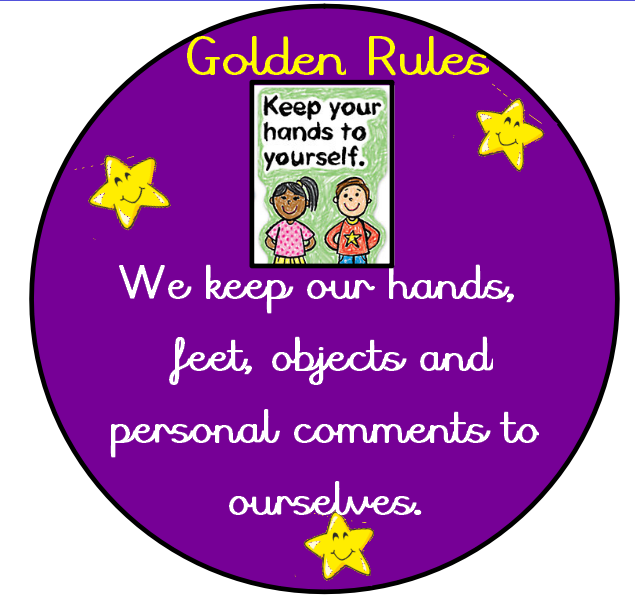 Golden Rules
Keep your
hands to
yourself.
We keep our hands,
feet, objects and
personal comments to
ourselves.